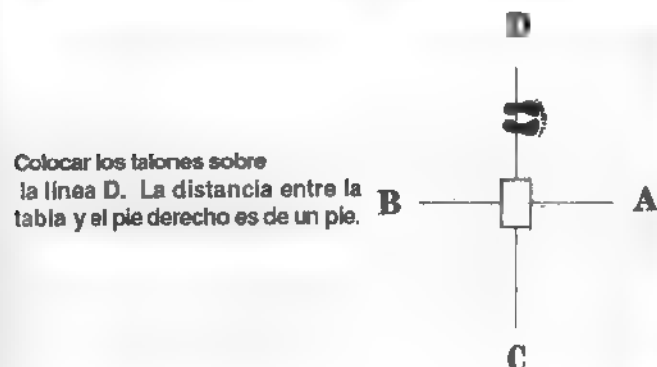 D
Colocar los talones sobre
la línea D. La distancia entre la
tabla y el pie derecho es de un pie.
B
A
C